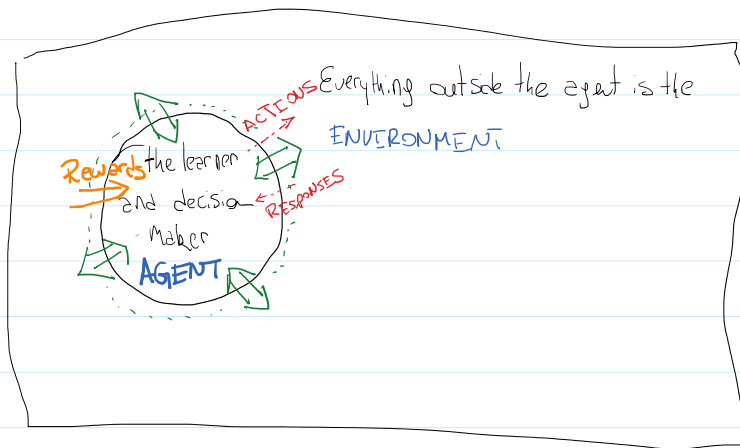 Everything outside the agent is the
ENVIRONMENT
ACTIONS
RESPONSES
Rewards
the learner
and decision
maker
AGENT